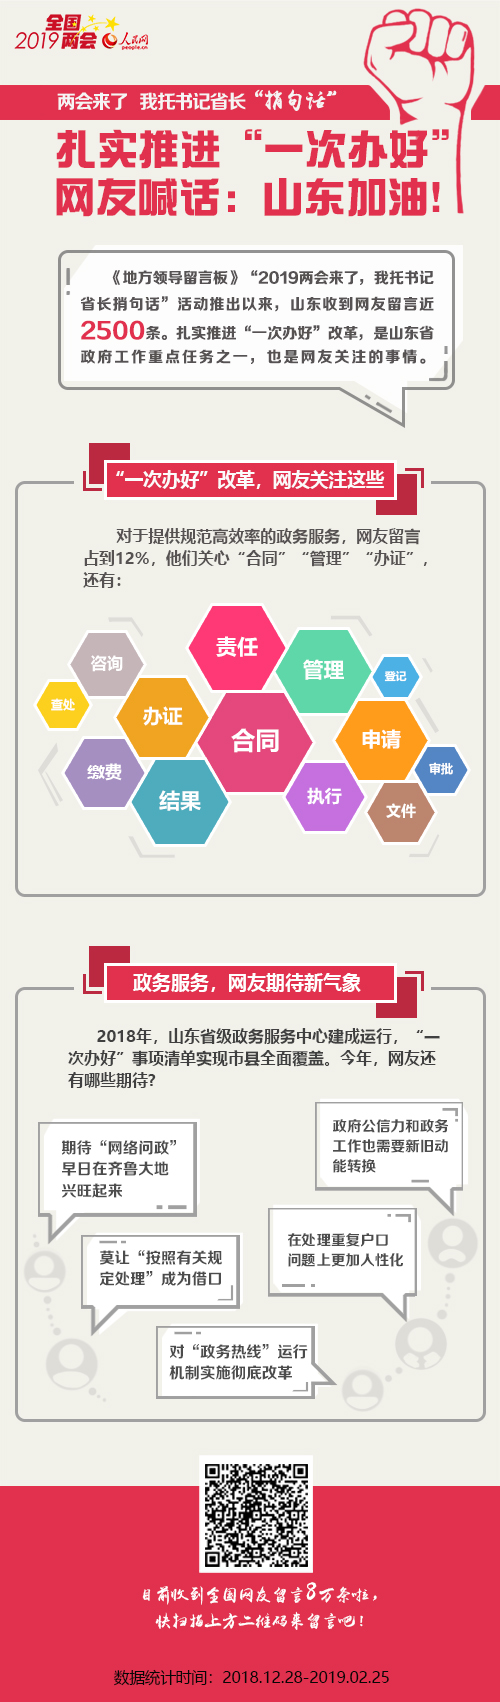 全国
2019两会 人民网
people.cn
两会来了 我托书记省长“捎句话”
扎实推进“一次办好”
网友喊话：山东加油!
《地方领导留言板》“2019两会来了，我托书记
省长捎句话”活动推出以来，山东收到网友留言近
2500条。扎实推进“一次办好”改革，是山东省
政府工作重点任务之一，也是网友关注的事情。
“一次办好”改革，网友关注这些
对于提供规范高效率的政务服务，网友留言
占到12%，他们关心“合同”“管理”“办证”，
还有：
责任
咨询
管理
登记
查处
办证
合同
申请
缴费
审批
结果
执行
文件
政务服务，网友期待新气象
2018年，山东省级政务服务中心建成运行，“一
次办好”事项清单实现市县全面覆盖。今年，网友还
有哪些期待?
政府公信力和政务
工作也需要新旧动
能转换
期待“网络问政”
早日在齐鲁大地
兴旺起来
在处理重复户口
问题上更加人性化
莫让“按照有关规
定处理”成为借口
对“政务热线”运行
机制实施彻底改革
目前收到全国网友留言8万条啦，
快扫描上方二维码来留言吧！
数据统计时间：2018.12.28-2019.02.25